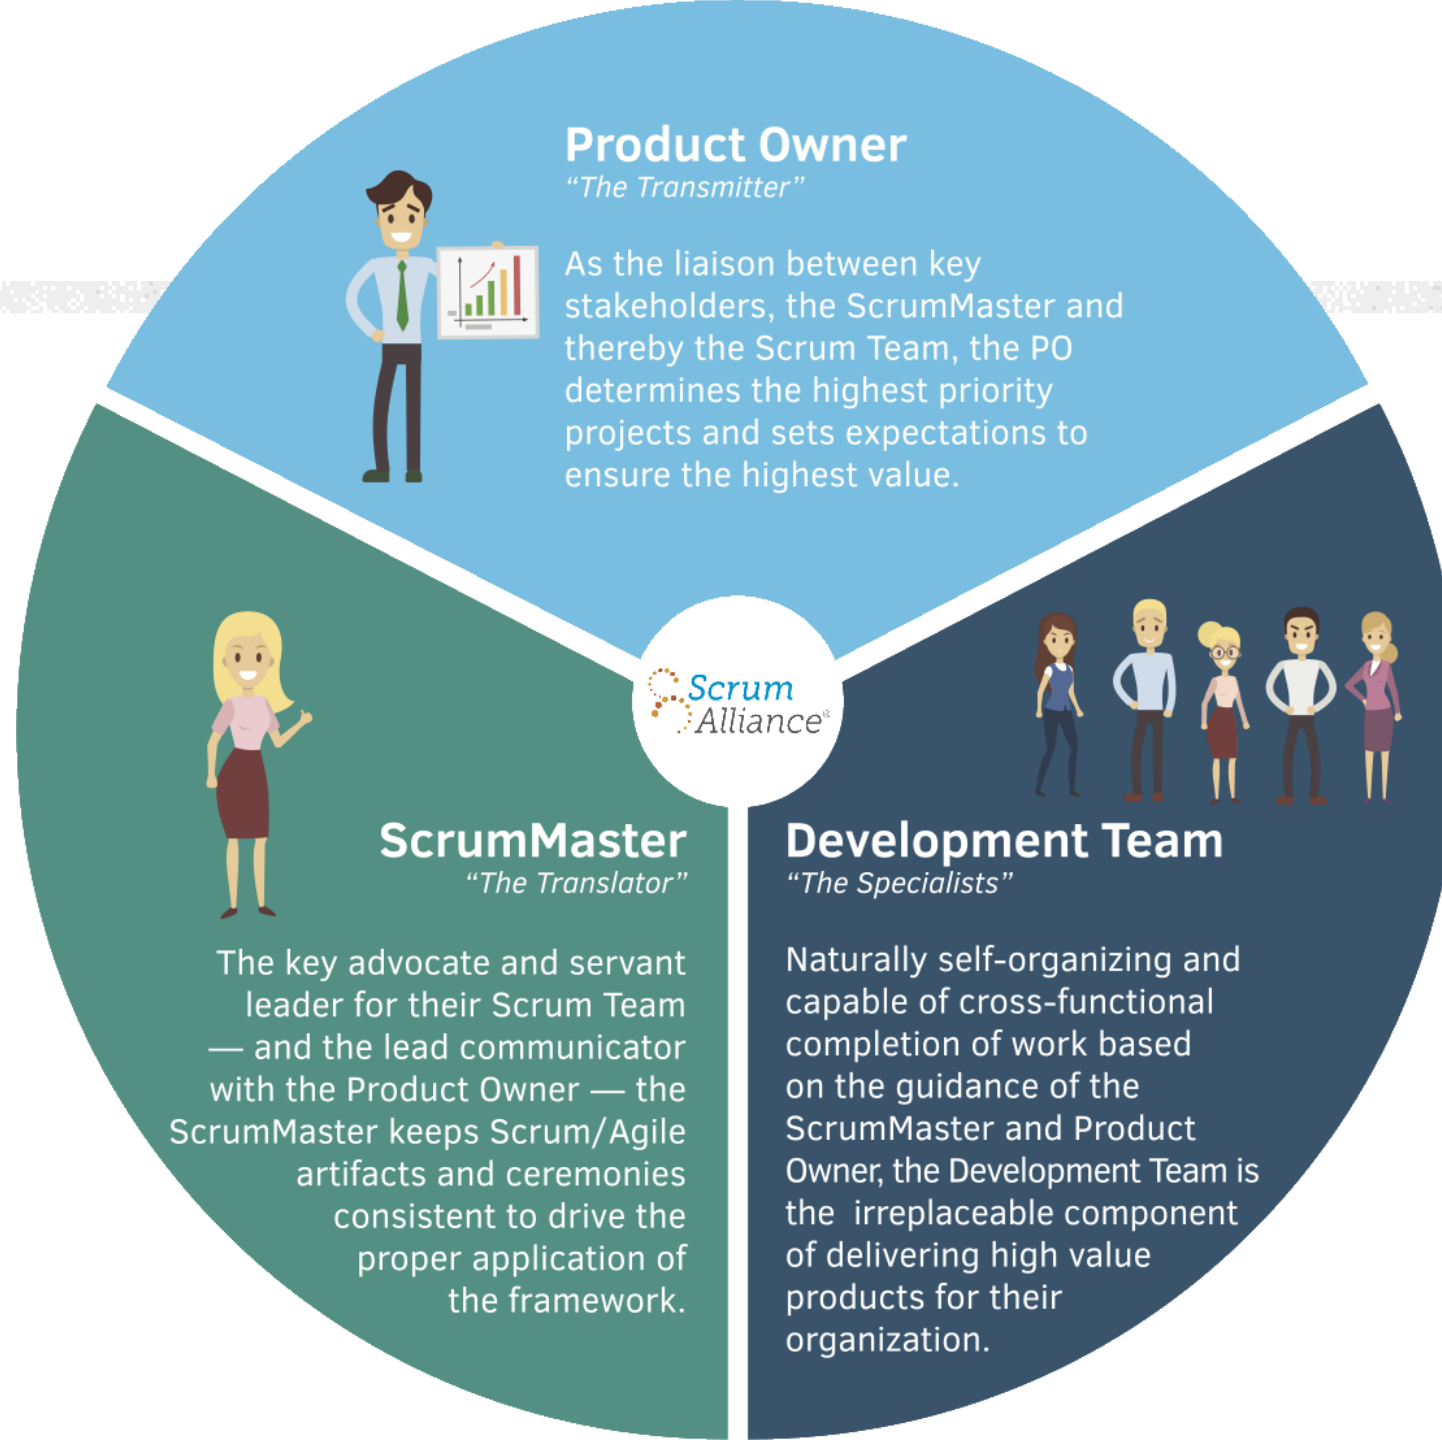 Product Owner
“The Transmitter”
As the liaison between key
stakeholders, the ScrumMaster and
thereby the Scrum Team, the PO
determines the highest priority
projects and sets expectations to
ensure the highest value.
Scrum
Alliance®
ScrumMaster
“The Translator”
The key advocate and servant
leader for their Scrum Team
— and the lead communicator
with the Product Owner — the
ScrumMaster keeps Scrum/Agile
artifacts and ceremonies
consistent to drive the
proper application of
the framework.
Development Team
“The Specialists”
Naturally self-organizing and
capable of cross-functional
completion of work based
on the guidance of the
ScrumMaster and Product
Owner, the Development Team is
the irreplaceable component
of delivering high value
products for their
organization.